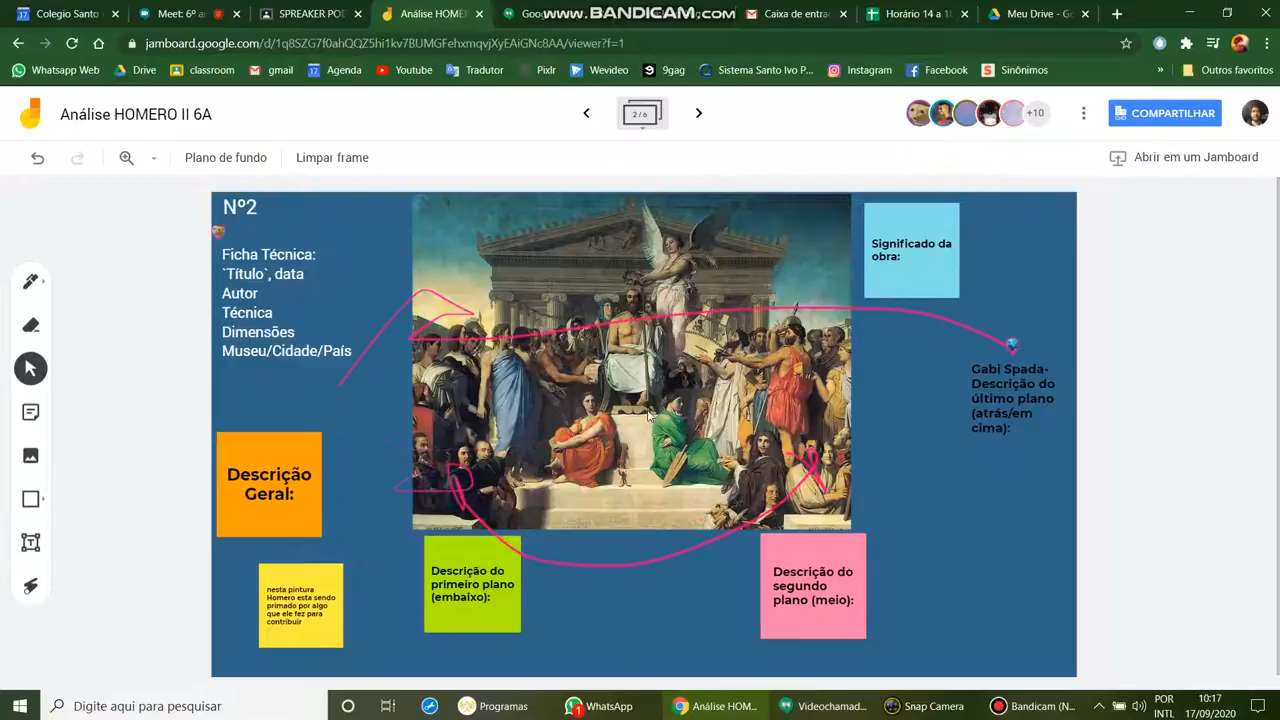 Colégio Santo
Meet: 6º a
SPREAKER POD
Análise HOMER
Goo
WWW.BANDICAM.COM
Caixa de entra
Horário 14 a 1
Meu Drive - Go
jamboard.google.com/d/1q8SZG7f0ahQQZ5hi1kv7BUMGFehxmqvjXyEAiGNc8AA/viewer?f=1
Whatsapp Web
Drive
classroom
gmail
Agenda
Youtube
Tradutor
Pixlr
Wevideo
9gag
Sistema Santo Ivo P...
Instagram
Facebook
Sinônimos
»
Outros favoritos
Análise HOMERO II 6A
2/6
+10
COMPARTILHAR
Plano de fundo
Limpar frame
Abrir em um Jamboard
Nº2
Ficha Técnica:
`Título`, data
Autor
Técnica
Dimensões
Museu/Cidade/País
Significado da
obra:
Gabi Spada-
Descrição do
último plano
(atrás/em
cima):
Descrição
Geral:
nesta pintura
Homero esta sendo
primado por algo
que ele fez para
contribuir
Descrição do
primeiro plano
(embaixo):
Descrição do
segundo
plano (meio):
Digite aqui para pesquisar
Programas
WhatsApp
1
Análise HOM...
Videochamad...
Snap Camera
Bandicam (N...
POR
INTL
10:17
17/09/2020